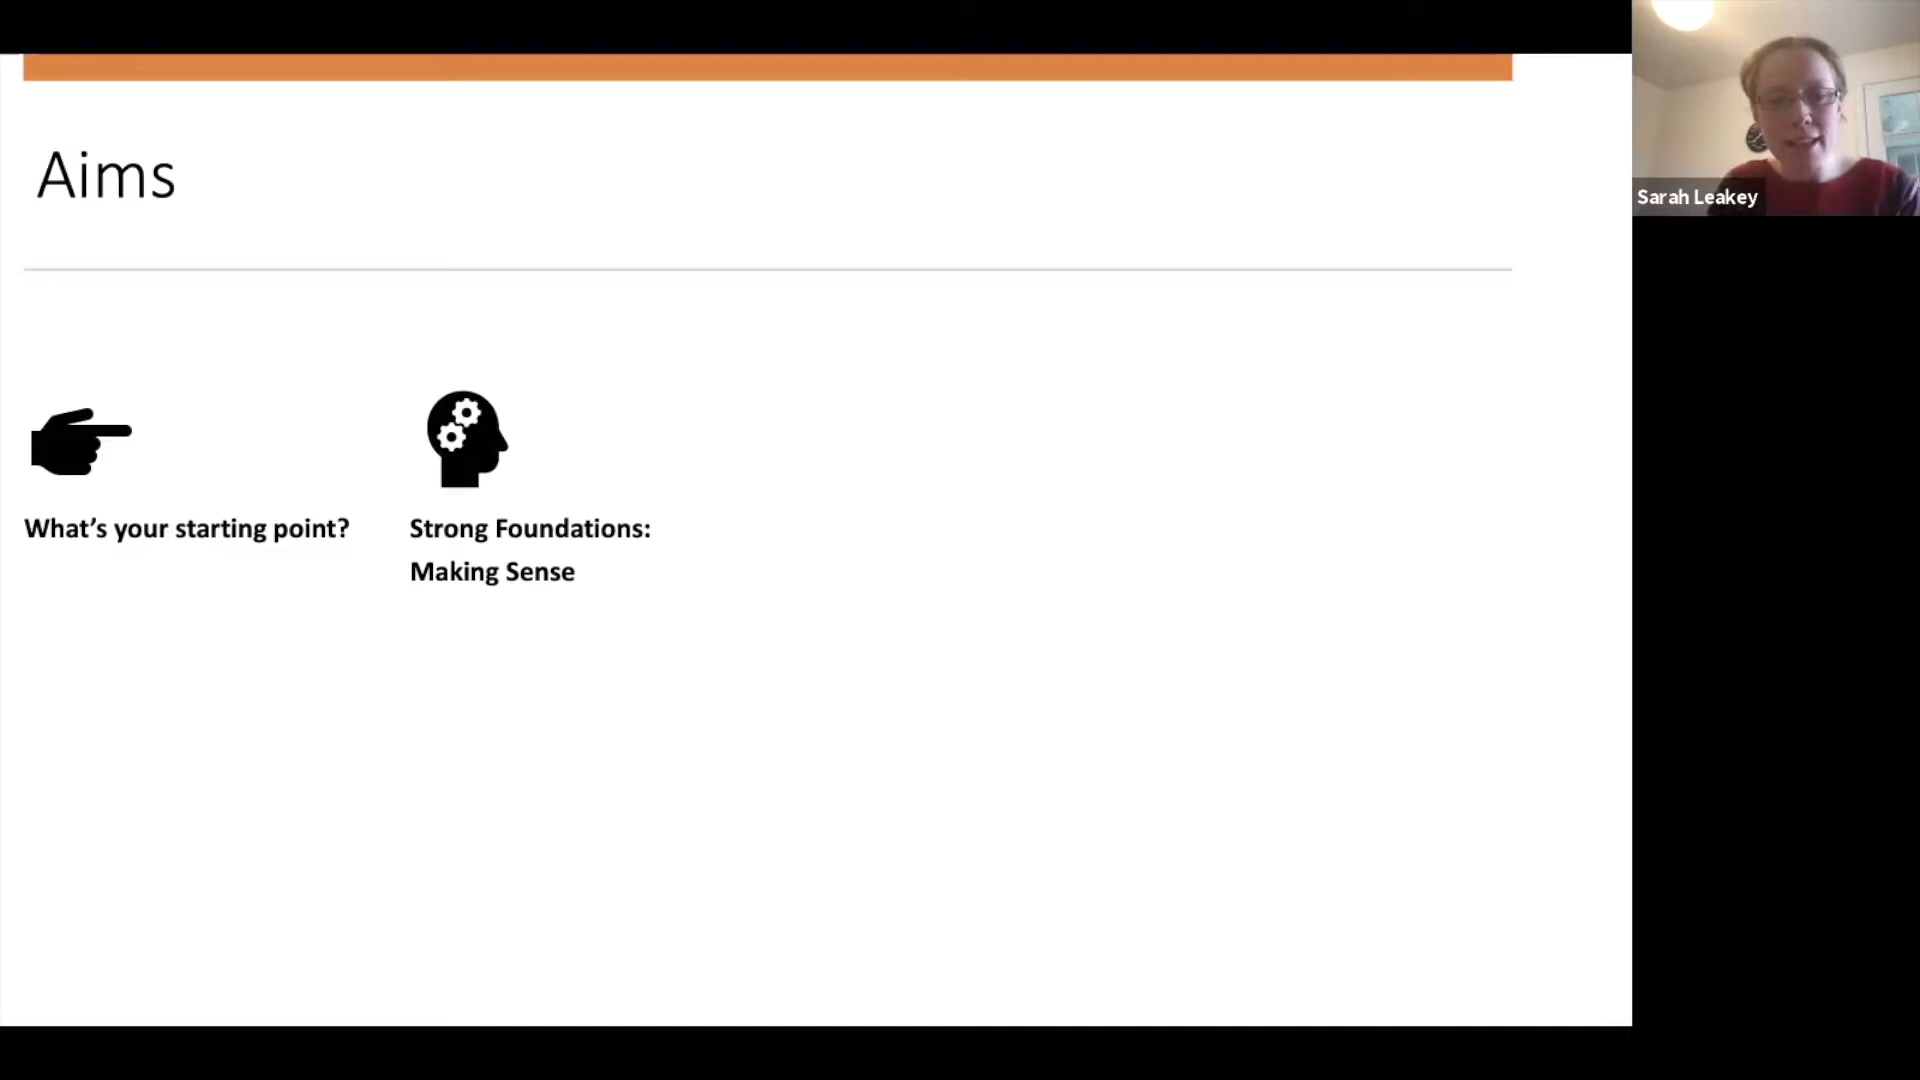 Aims
What's your starting point?
Strong Foundations:
Making Sense
Sarah Leakey